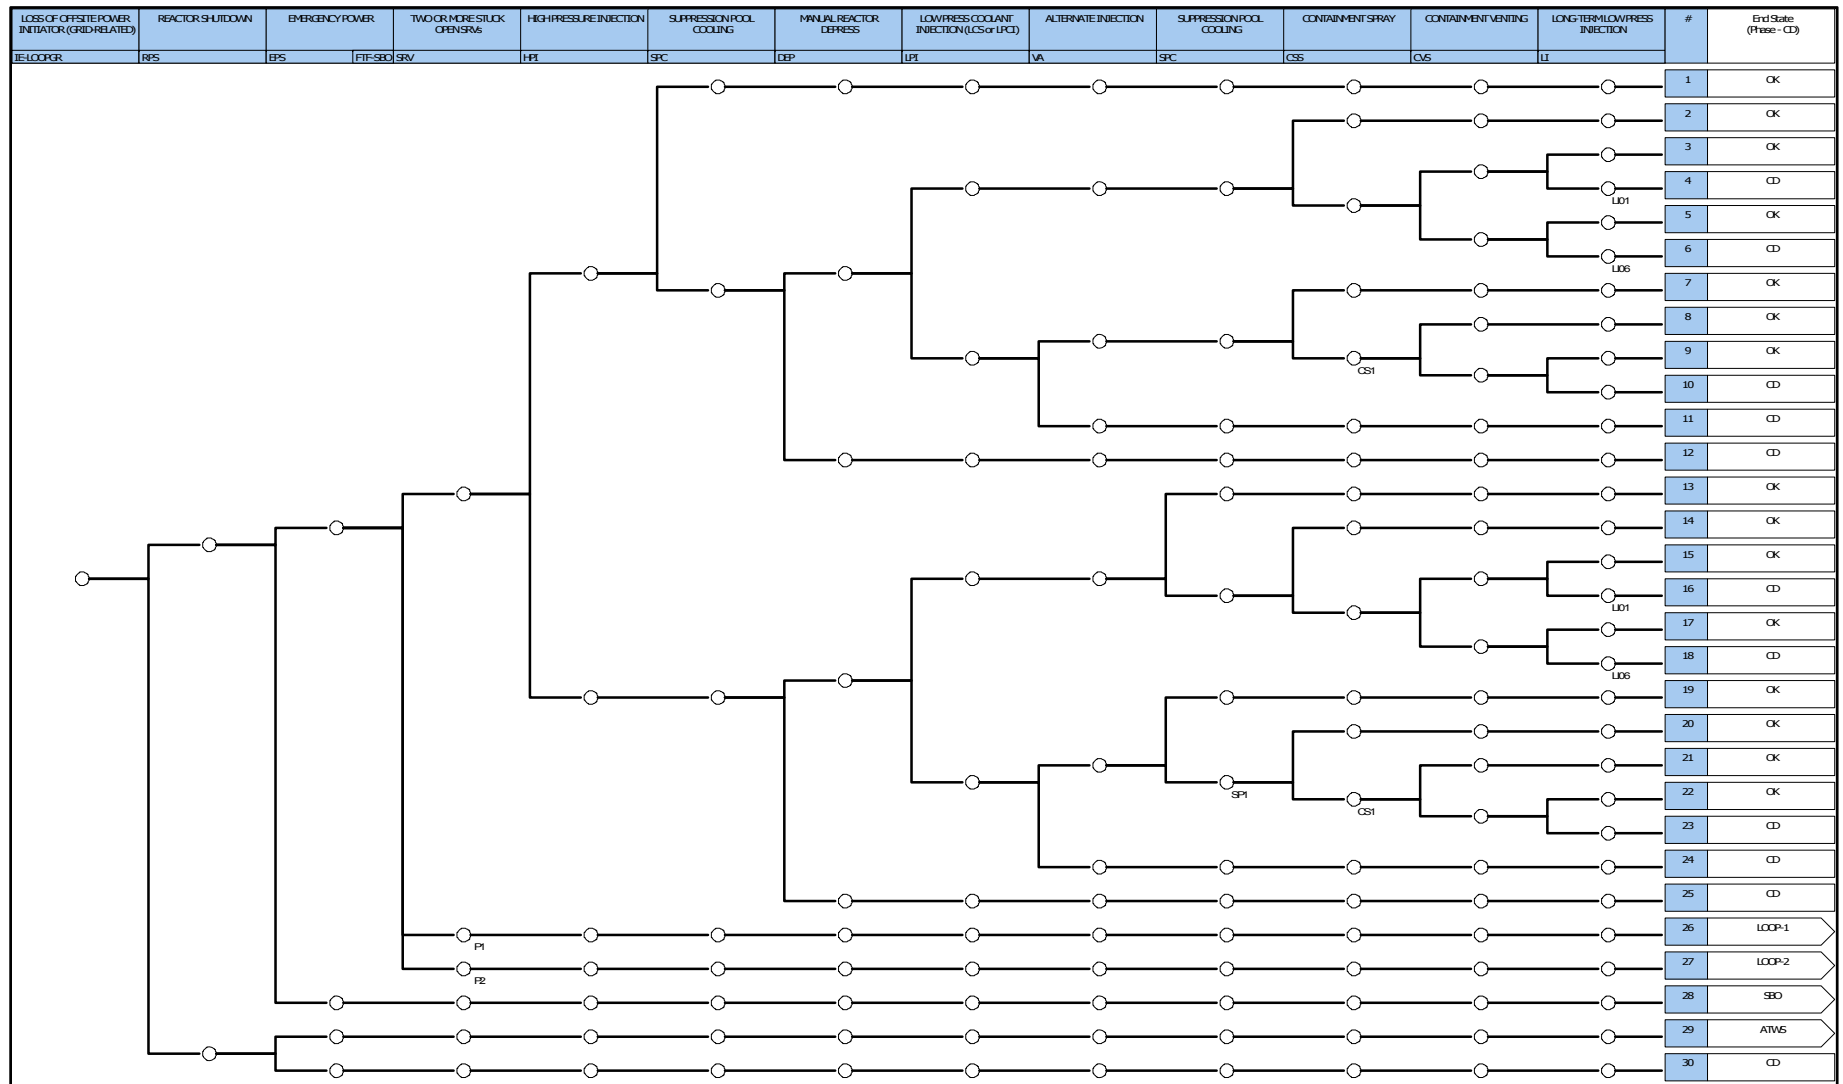 LOSS OF OFFSITE POWER
INITIATOR (GRID-RELATED)
REACTOR SHUTDOWN
EMERGENCY POWER
TWO OR MORE STUCK
OPEN SRVs
HIGH PRESSURE INJECTION
SUPPRESSION POOL
COOLING
MANUAL REACTOR
DEPRESS
LOW PRESS COOLANT
INJECTION (LCS or LPCI)
ALTERNATE INJECTION
SUPPRESSION POOL
COOLING
CONTAINMENT SPRAY
CONTAINMENT VENTING
LONG-TERM LOW PRESS
INJECTION
#
End State
(Phase - CD)
IE-LOOPGR
RPS
EPS
FTF-SBO
SRV
HPI
SPC
DEP
LPI
VA
SPC
CSS
CVS
LI
1 OK
2 OK
3 OK
4 CD
LI01
5 OK
6 CD
LI06
7 OK
8 OK
9 OK
CS1
10 CD
11 CD
12 CD
13 OK
14 OK
15 OK
16 CD
LI01
17 OK
18 CD
LI06
19 OK
20 OK
21 OK
SP1
22 OK
CS1
23 CD
24 CD
25 CD
26 LOOP-1
P1
27 LOOP-2
P2
28 SBO
29 ATWS
30 CD